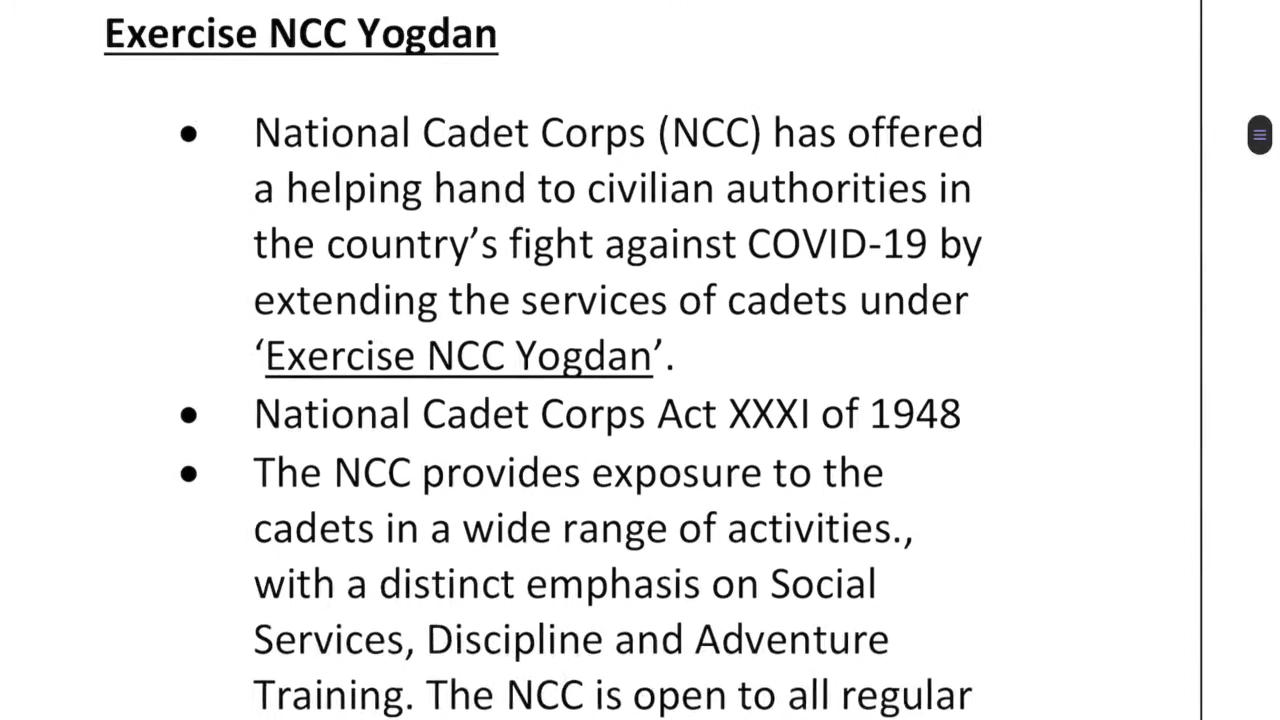 Exercise NCC Yogdan
• National Cadet Corps (NCC) has offered
a helping hand to civilian authorities in
the country’s fight against COVID-19 by
extending the services of cadets under
‘Exercise NCC Yogdan’.
• National Cadet Corps Act XXXI of 1948
• The NCC provides exposure to the
cadets in a wide range of activities.,
with a distinct emphasis on Social
Services, Discipline and Adventure
Training. The NCC is open to all regular